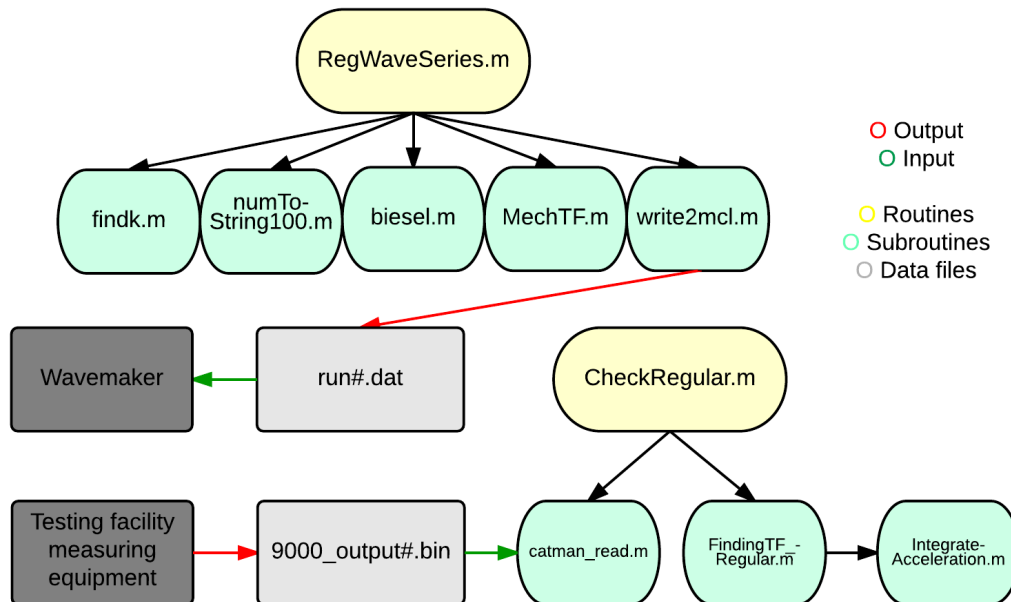 RegWaveSeries.m
O Output
O Input
findk.m
numTo-
String100.m
biesel.m
MechTF.m
write2mcl.m
O Routines
O Subroutines
O Data files
Wavemaker
run#.dat
CheckRegular.m
Testing facility
measuring
equipment
9000_output#.bin
catman_read.m
FindingTF_-
Regular.m
Integrate-
Acceleration.m